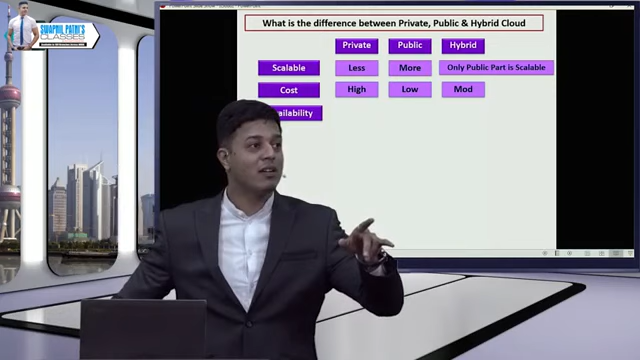 SWAPNIL PATNI'S
CLASSES
What is the difference between Private, Public & Hybrid Cloud
Private Public Hybrid
Scalable Less More Only Public Part is Scalable
Cost High Low Mod
ailability